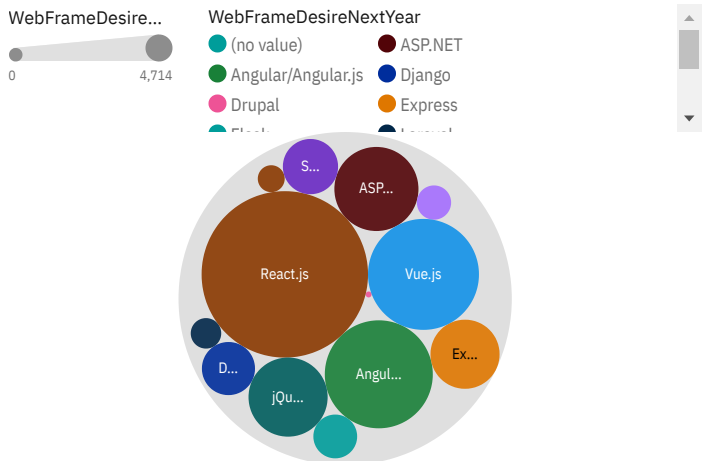 WebFrameDesire...
0 4,714
WebFrameDesireNextYear
(no value) ASP.NET
Angular/Angular.js Django
Drupal Express
S...
ASP...
React.js
Vue.js
Ex...
D...
Angul...
jQu...